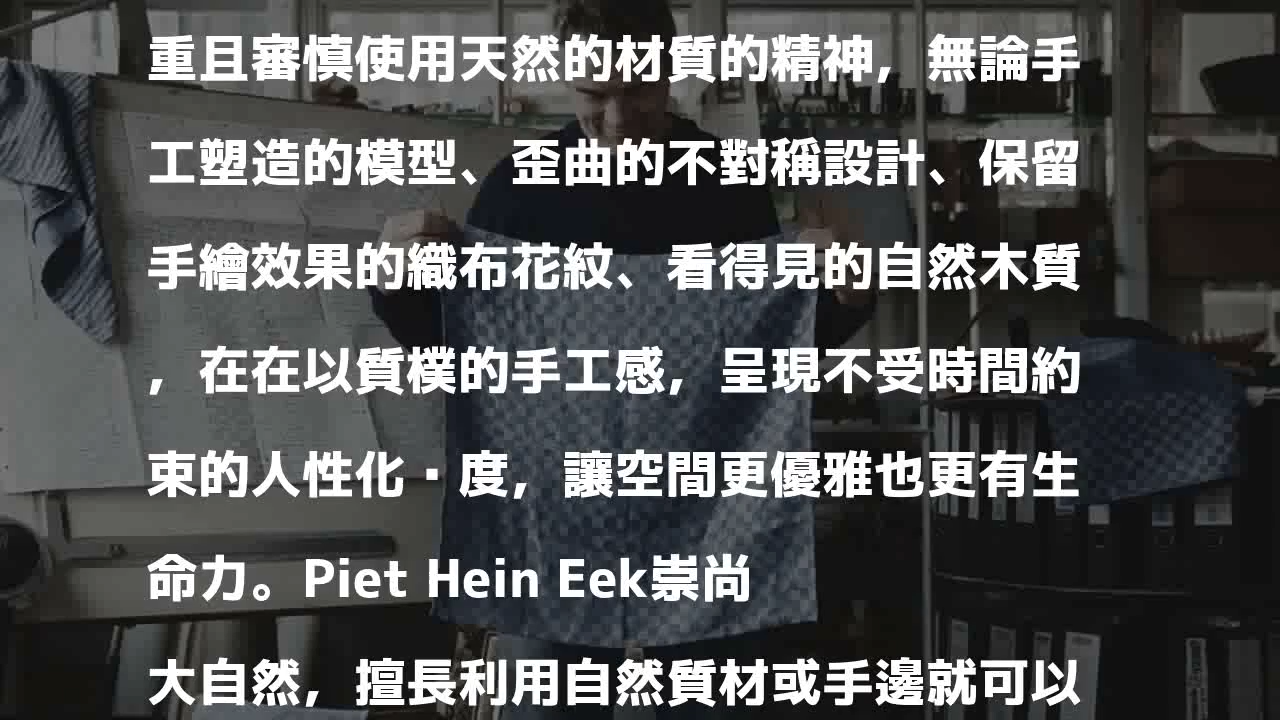 重且審慎使用天然的材質的精神，無論手
工塑造的模型、歪曲的不對稱設計、保留
手繪效果的織布花紋、看得見的自然木質
，在在以質樸的手工感，呈現不受時間約
束的人性化·度，讓空間更優雅也更有生
命力。Piet Hein Eek崇尚
大自然，擅長利用自然質材或手邊就可以